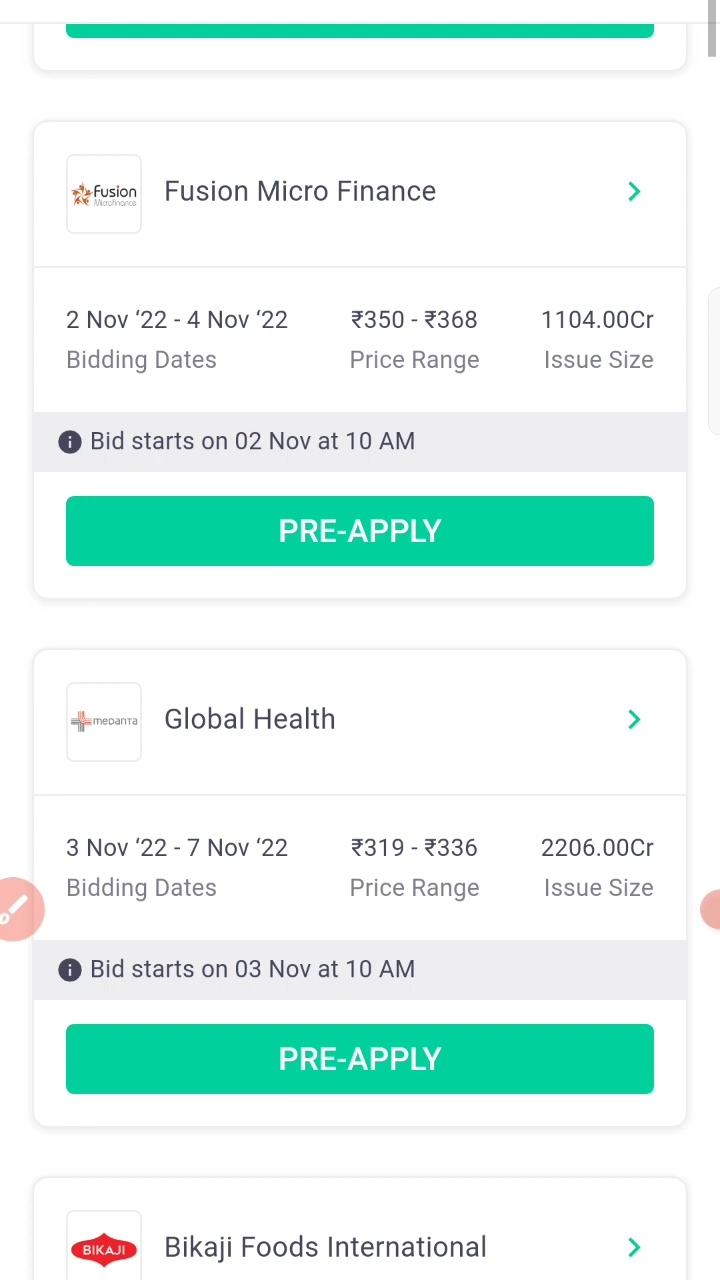 Fusion
Microfinance
Fusion Micro Finance
2 Nov ‘22 - 4 Nov ‘22 ₹350 - ₹368 1104.00Cr
Bidding Dates Price Range Issue Size
Bid starts on 02 Nov at 10 AM
PRE-APPLY
medanta
Global Health
3 Nov ‘22 - 7 Nov ‘22 ₹319 - ₹336 2206.00Cr
Bidding Dates Price Range Issue Size
Bid starts on 03 Nov at 10 AM
PRE-APPLY
BIKAJI
Bikaji Foods International